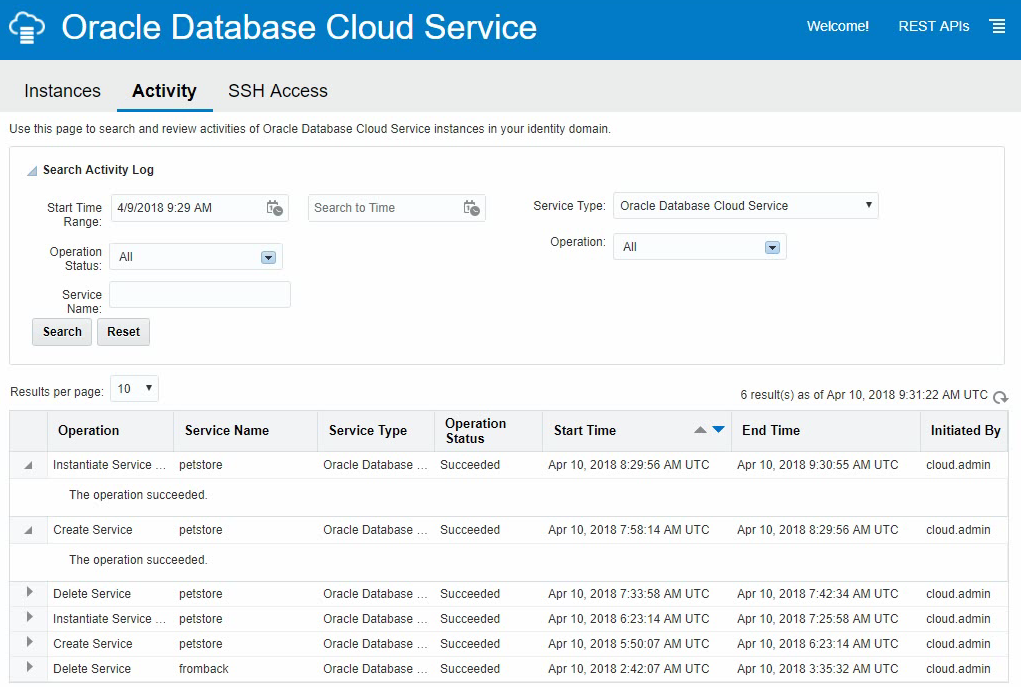 Oracle Database Cloud Service
Welcome! REST APIs
Instances Activity SSH Access
Use this page to search and review activities of Oracle Database Cloud Service instances in your identity domain.
Search Activity Log
Start Time Range: 4/9/2018 9:29 AM Search to Time Service Type: Oracle Database Cloud Service
Operation Status: All Operation: All
Service Name:
Search Reset
Results per page: 10 6 result(s) as of Apr 10, 2018 9:31:22 AM UTC
Operation Service Name Service Type Operation Status Start Time End Time Initiated By
Instantiate Service ... petstore Oracle Database ... Succeeded Apr 10, 2018 8:29:56 AM UTC Apr 10, 2018 9:30:55 AM UTC cloud.admin
The operation succeeded.
Create Service petstore Oracle Database ... Succeeded Apr 10, 2018 7:58:14 AM UTC Apr 10, 2018 8:29:56 AM UTC cloud.admin
The operation succeeded.
Delete Service petstore Oracle Database ... Succeeded Apr 10, 2018 7:33:58 AM UTC Apr 10, 2018 7:42:34 AM UTC cloud.admin
Instantiate Service ... petstore Oracle Database ... Succeeded Apr 10, 2018 6:23:14 AM UTC Apr 10, 2018 7:25:58 AM UTC cloud.admin
Create Service petstore Oracle Database ... Succeeded Apr 10, 2018 5:50:07 AM UTC Apr 10, 2018 6:23:14 AM UTC cloud.admin
Delete Service fromback Oracle Database ... Succeeded Apr 10, 2018 2:42:07 AM UTC Apr 10, 2018 3:35:32 AM UTC cloud.admin